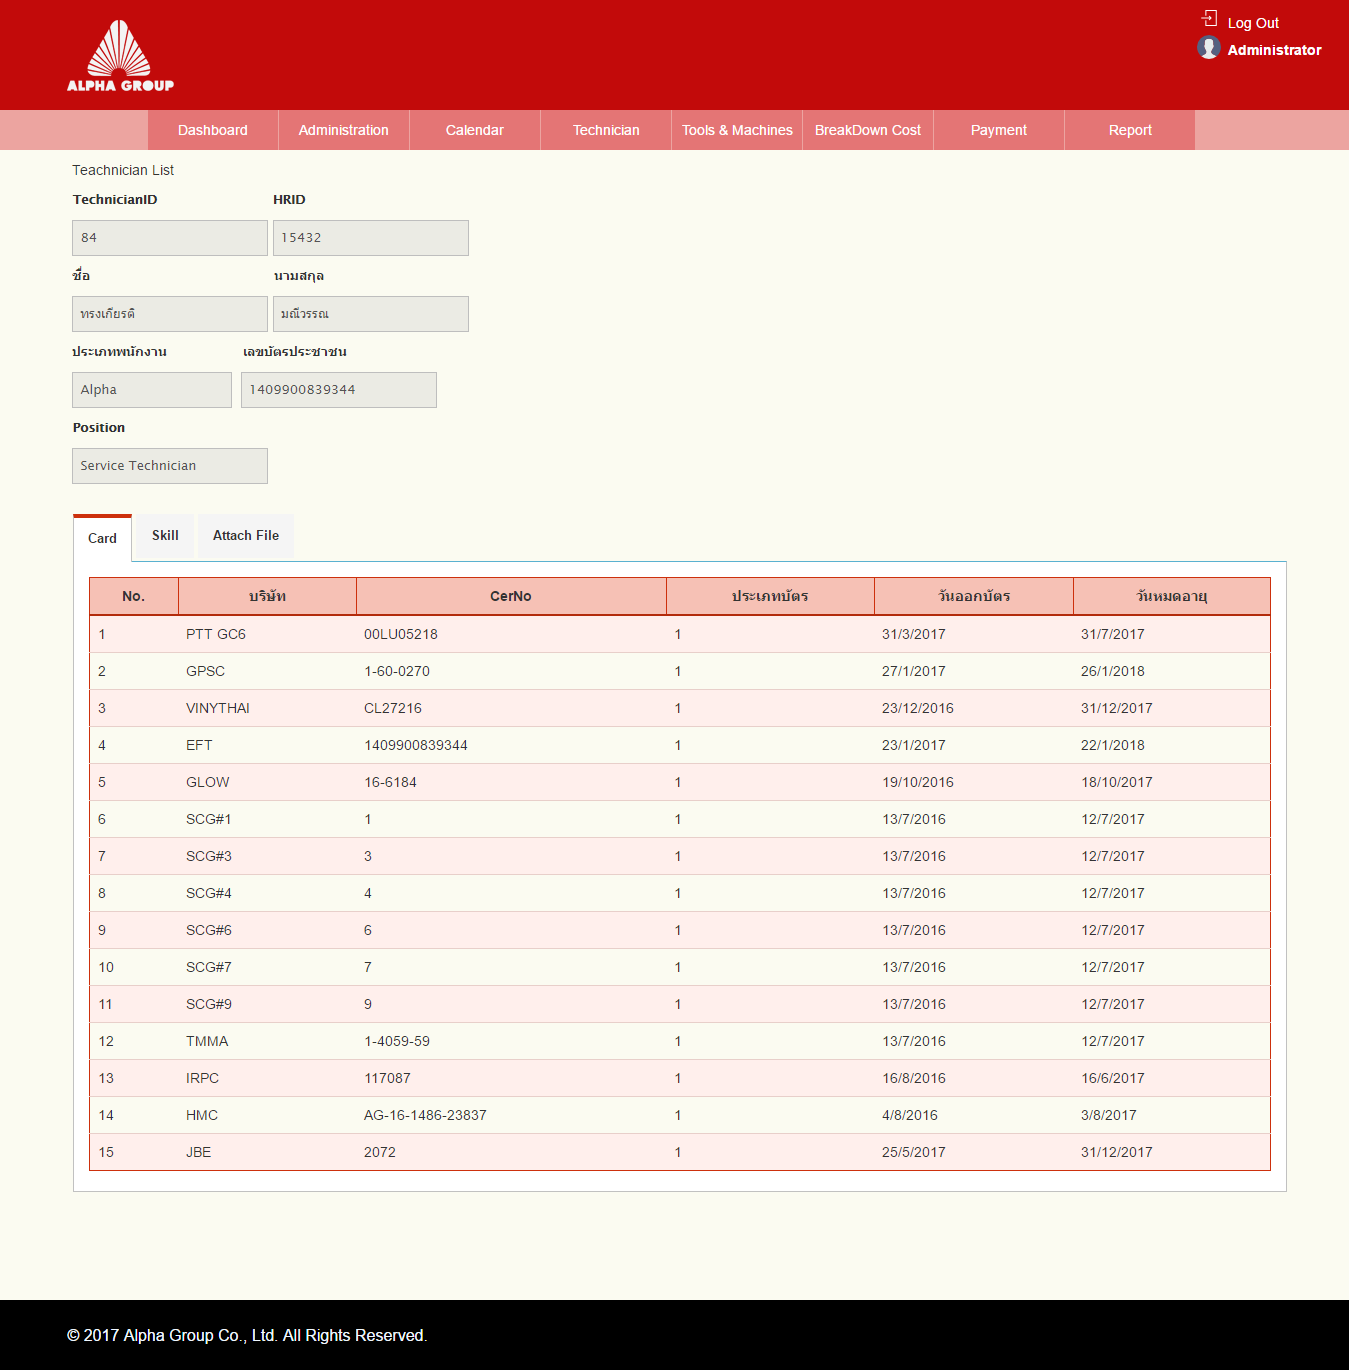 Log Out
ALPHA GROUP
Administrator
Dashboard Administration Calendar Technician Tools & Machines BreakDown Cost Payment Report
Teachnician List
TechnicianID HRID
84 15432
ชื่อ นามสกุล
ทรงเกียรติ มณีวรรณ
ประเภทพนักงาน เลขบัตรประชาชน
Alpha 1409900839344
Position
Service Technician
Card Skill Attach File
No. บริษัท CerNo ประเภทบัตร วันออกบัตร วันหมดอายุ
1 PTT GC6 00LU05218 1 31/3/2017 31/7/2017
2 GPSC 1-60-0270 1 27/1/2017 26/1/2018
3 VINYTHAI CL27216 1 23/12/2016 31/12/2017
4 EFT 1409900839344 1 23/1/2017 22/1/2018
5 GLOW 16-6184 1 19/10/2016 18/10/2017
6 SCG#1 1 1 13/7/2016 12/7/2017
7 SCG#3 3 1 13/7/2016 12/7/2017
8 SCG#4 4 1 13/7/2016 12/7/2017
9 SCG#6 6 1 13/7/2016 12/7/2017
10 SCG#7 7 1 13/7/2016 12/7/2017
11 SCG#9 9 1 13/7/2016 12/7/2017
12 TMMA 1-4059-59 1 13/7/2016 12/7/2017
13 IRPC 117087 1 16/8/2016 16/6/2017
14 HMC AG-16-1486-23837 1 4/8/2016 3/8/2017
15 JBE 2072 1 25/5/2017 31/12/2017
© 2017 Alpha Group Co., Ltd. All Rights Reserved.